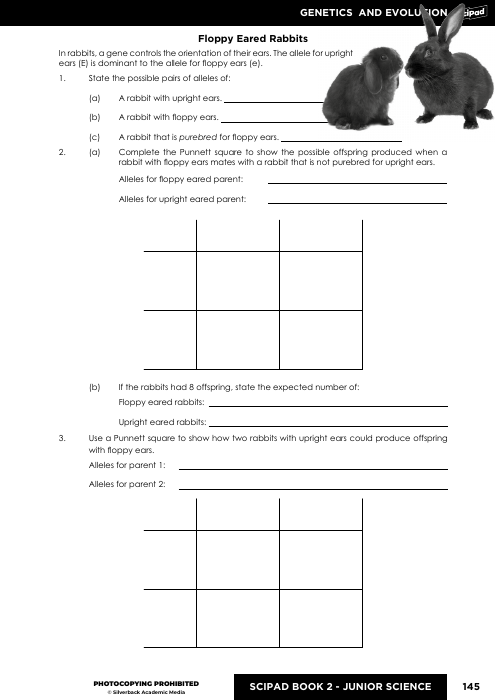 GENETICS AND EVOLUTION
scipad
Floppy Eared Rabbits
In rabbits, a gene controls the orientation of their ears. The allele for upright
ears (E) is dominant to the allele for floppy ears (e).
1. State the possible pairs of alleles of:
(a) A rabbit with upright ears.
(b) A rabbit with floppy ears.
(c) A rabbit that is purebred for floppy ears.
2. (a) Complete the Punnett square to show the possible offspring produced when a
rabbit with floppy ears mates with a rabbit that is not purebred for upright ears.
Alleles for floppy eared parent:
Alleles for upright eared parent:
(b) If the rabbits had 8 offspring, state the expected number of:
Floppy eared rabbits:
Upright eared rabbits:
3. Use a Punnett square to show how two rabbits with upright ears could produce offspring
with floppy ears.
Alleles for parent 1:
Alleles for parent 2:
PHOTOCOPYING PROHIBITED
© Silverback Academic Media
SCIPAD BOOK 2 - JUNIOR SCIENCE
145